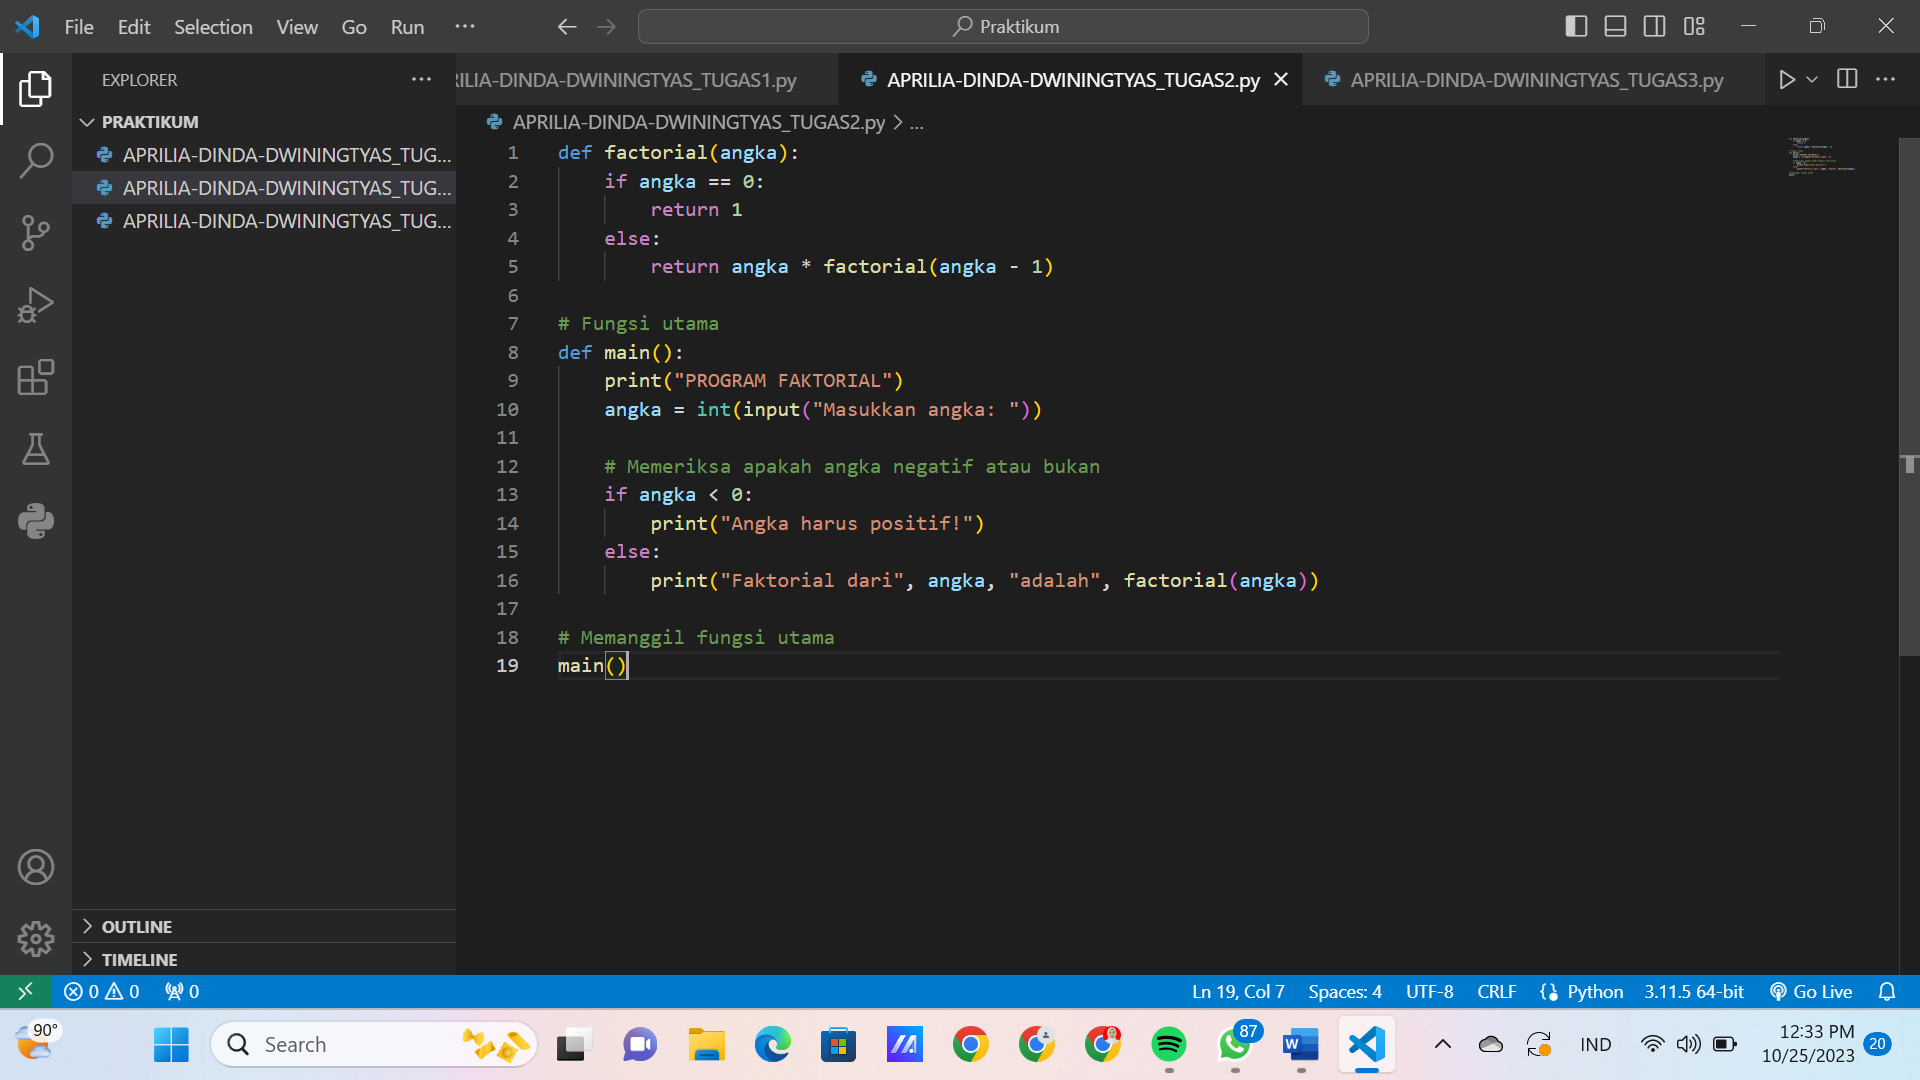 File Edit Selection View Go Run ...
Praktikum
EXPLORER
RILIA-DINDA-DWININGTYAS_TUGAS1.py
APRILIA-DINDA-DWININGTYAS_TUGAS2.py
APRILIA-DINDA-DWININGTYAS_TUGAS3.py
PRAKTIKUM
APRILIA-DINDA-DWININGTYAS_TUG...
APRILIA-DINDA-DWININGTYAS_TUG...
APRILIA-DINDA-DWININGTYAS_TUG...
APRILIA-DINDA-DWININGTYAS_TUGAS2.py > ...
1 def factorial(angka):
2     if angka == 0:
3         return 1
4     else:
5         return angka * factorial(angka - 1)
6
7 # Fungsi utama
8 def main():
9     print("PROGRAM FAKTORIAL")
10     angka = int(input("Masukkan angka: "))
11
12     # Memeriksa apakah angka negatif atau bukan
13     if angka < 0:
14         print("Angka harus positif!")
15     else:
16         print("Faktorial dari", angka, "adalah", factorial(angka))
17
18 # Memanggil fungsi utama
19 main()
OUTLINE
TIMELINE
0 0 0
Ln 19, Col 7 Spaces: 4 UTF-8 CRLF Python 3.11.5 64-bit Go Live
90°
Search
87
IND
12:33 PM
10/25/2023
20